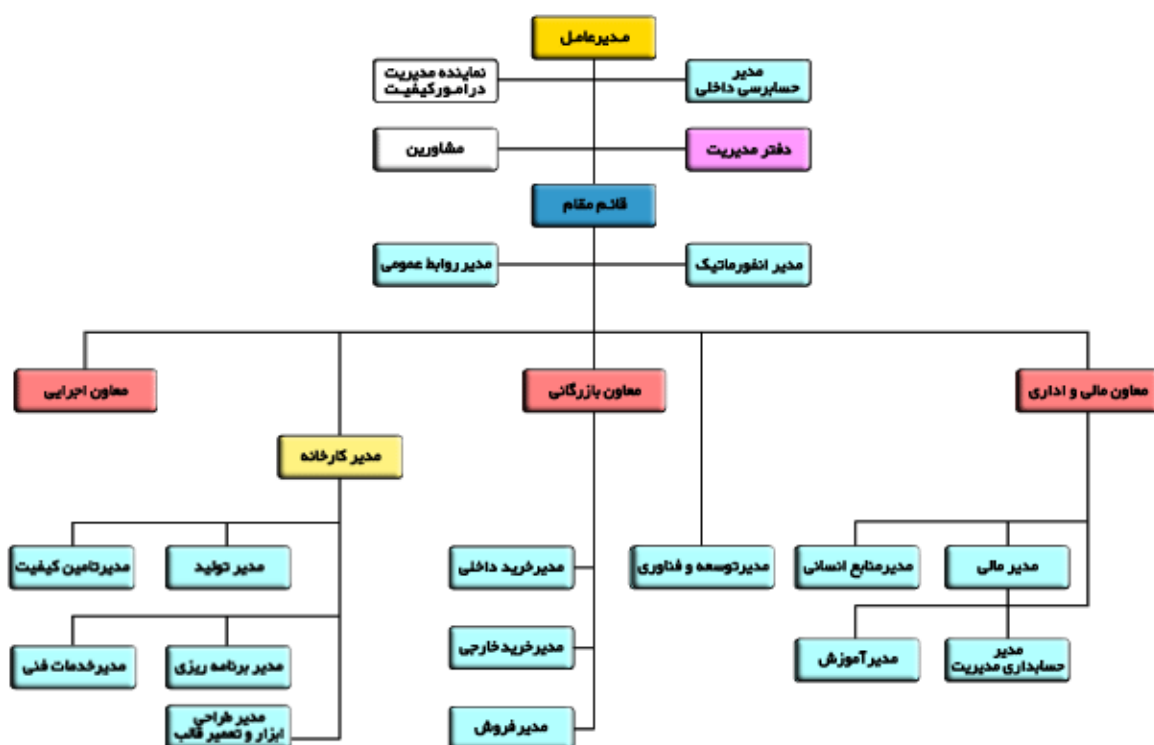 مدیرعامل
مدیر
حسابرسی داخلی
نماینده مدیریت
در امور کیفیت
دفتر مدیریت
مشاورین
قائم مقام
مدیر انفورماتیک
مدیر روابط عمومی
معاون مالی و اداری
معاون بازرگانی
معاون اجرایی
مدیر کارخانه
مدیر مالی
مدیرمنابع انسانی
مدیرتوسعه و فناوری
مدیرخرید داخلی
مدیر تولید
مدیرتامین کیفیت
مدیر
حسابداری مدیریت
مدیرآموزش
مدیرخرید خارجی
مدیر برنامه ریزی
مدیرخدمات فنی
مدیرفروش
مدیر طراحی
ابزار و تعمیر قالب